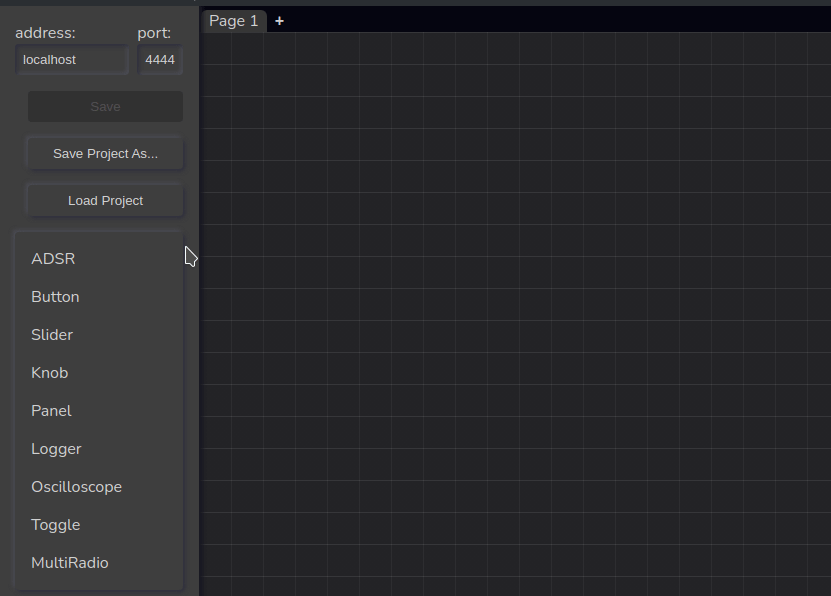 address: port:
localhost 4444
Save
Save Project As...
Load Project
ADSR
Button
Slider
Knob
Panel
Logger
Oscilloscope
Toggle
MultiRadio
Page 1 +